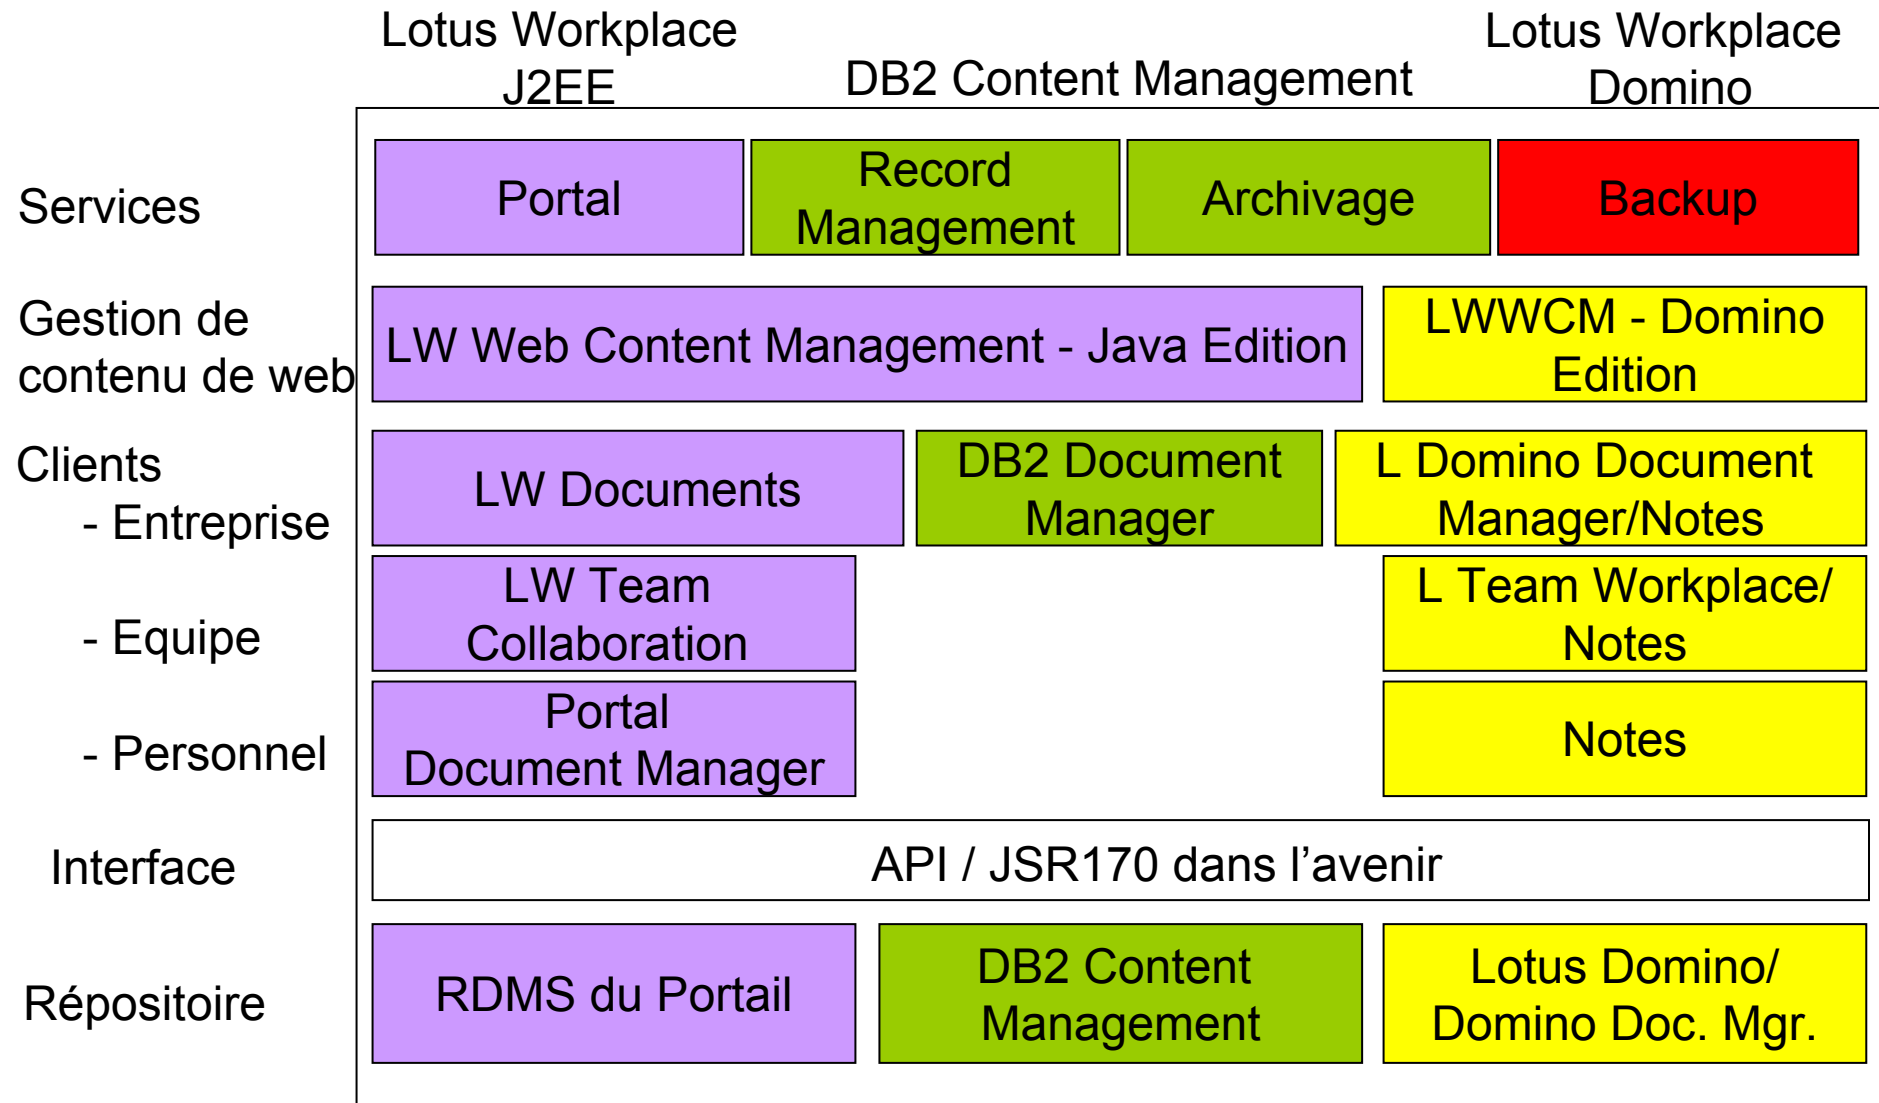 Lotus Workplace
J2EE
DB2 Content Management
Lotus Workplace
Domino
Services
Portal
Record
Management
Archivage
Backup
Gestion de
contenu de web
LW Web Content Management - Java Edition
LWWCM - Domino
Edition
Clients
- Entreprise
LW Documents
DB2 Document
Manager
L Domino Document
Manager/Notes
- Equipe
LW Team
Collaboration
L Team Workplace/
Notes
- Personnel
Portal
Document Manager
Notes
Interface
API / JSR170 dans l’avenir
Répositoire
RDMS du Portail
DB2 Content
Management
Lotus Domino/
Domino Doc. Mgr.